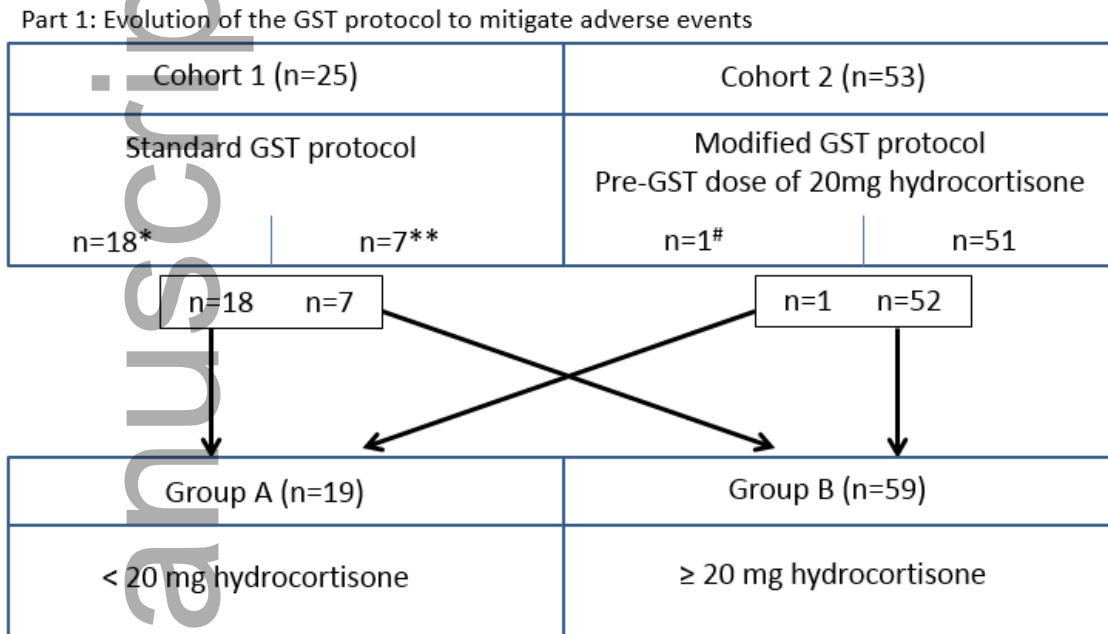 Part 1: Evolution of the GST protocol to mitigate adverse events
Cohort 1 (n=25)
Cohort 2 (n=53)
Standard GST protocol
Modified GST protocol
Pre-GST dose of 20mg hydrocortisone
n=18*
n=7**
n=1#
n=51
n=18 n=7
n=1 n=52
Group A (n=19)
Group B (n=59)
< 20 mg hydrocortisone
≥ 20 mg hydrocortisone
anuscrip